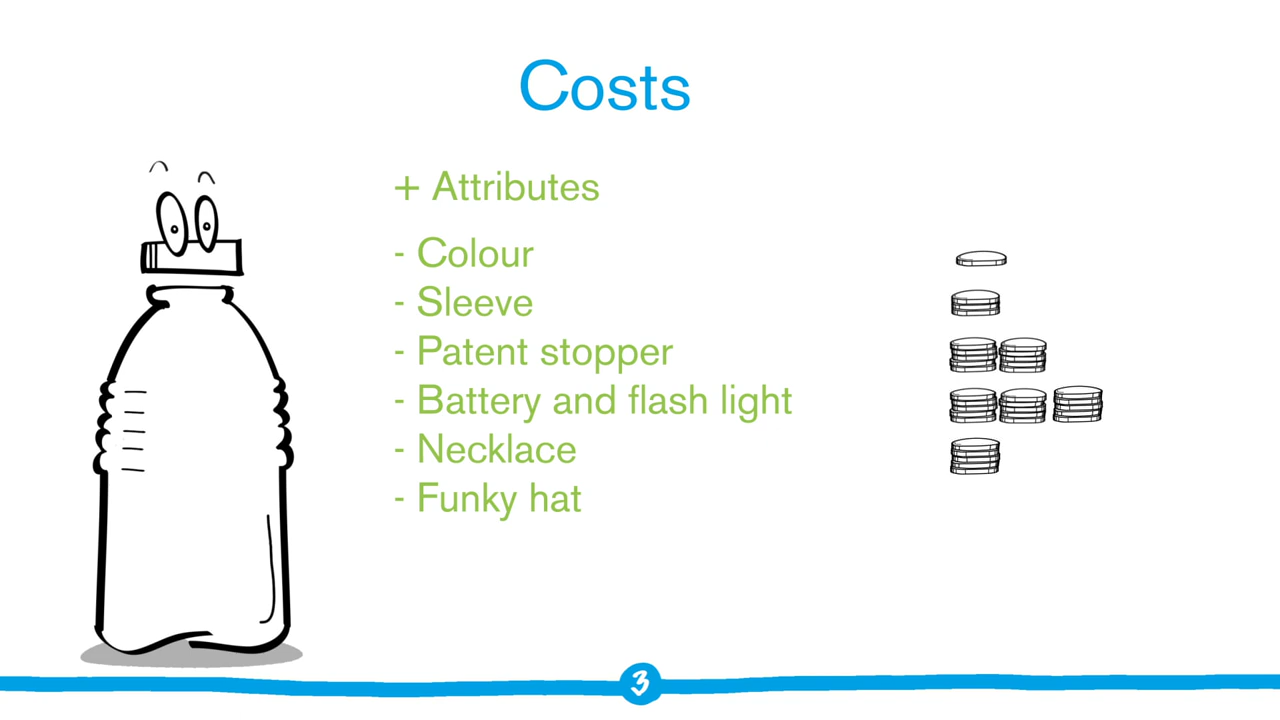 Costs
+ Attributes
- Colour
- Sleeve
- Patent stopper
- Battery and flash light
- Necklace
- Funky hat
3